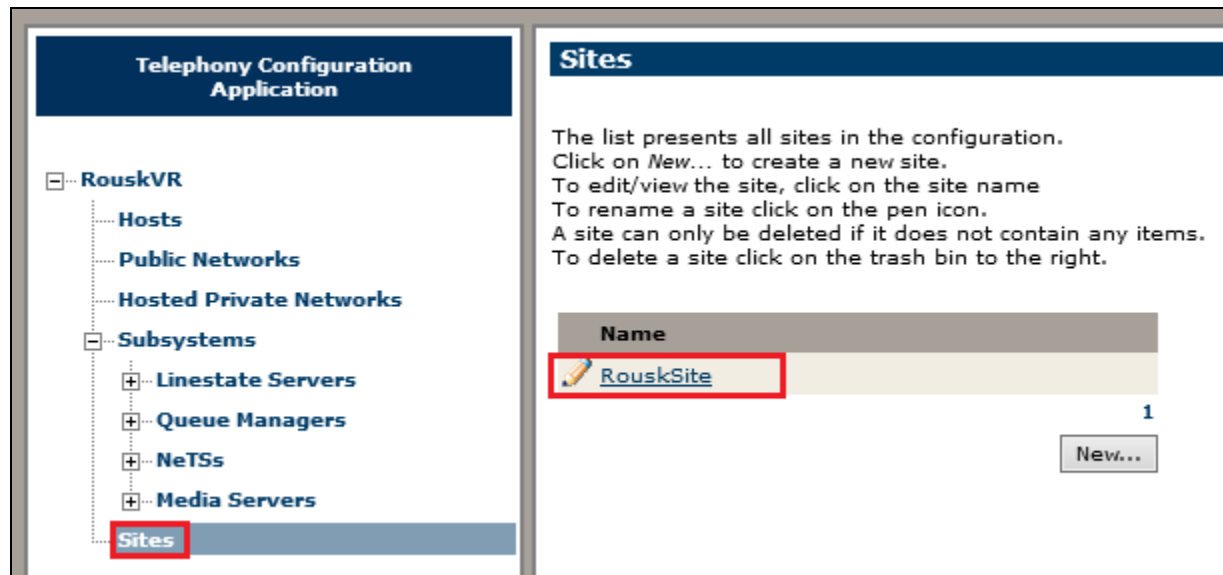 Telephony Configuration
Application
RouskVR
Hosts
Public Networks
Hosted Private Networks
Subsystems
Linestate Servers
Queue Managers
NeTSs
Media Servers
Sites
Sites
The list presents all sites in the configuration.
Click on New... to create a new site.
To edit/view the site, click on the site name
To rename a site click on the pen icon.
A site can only be deleted if it does not contain any items.
To delete a site click on the trash bin to the right.
Name
RouskSite
1
New...